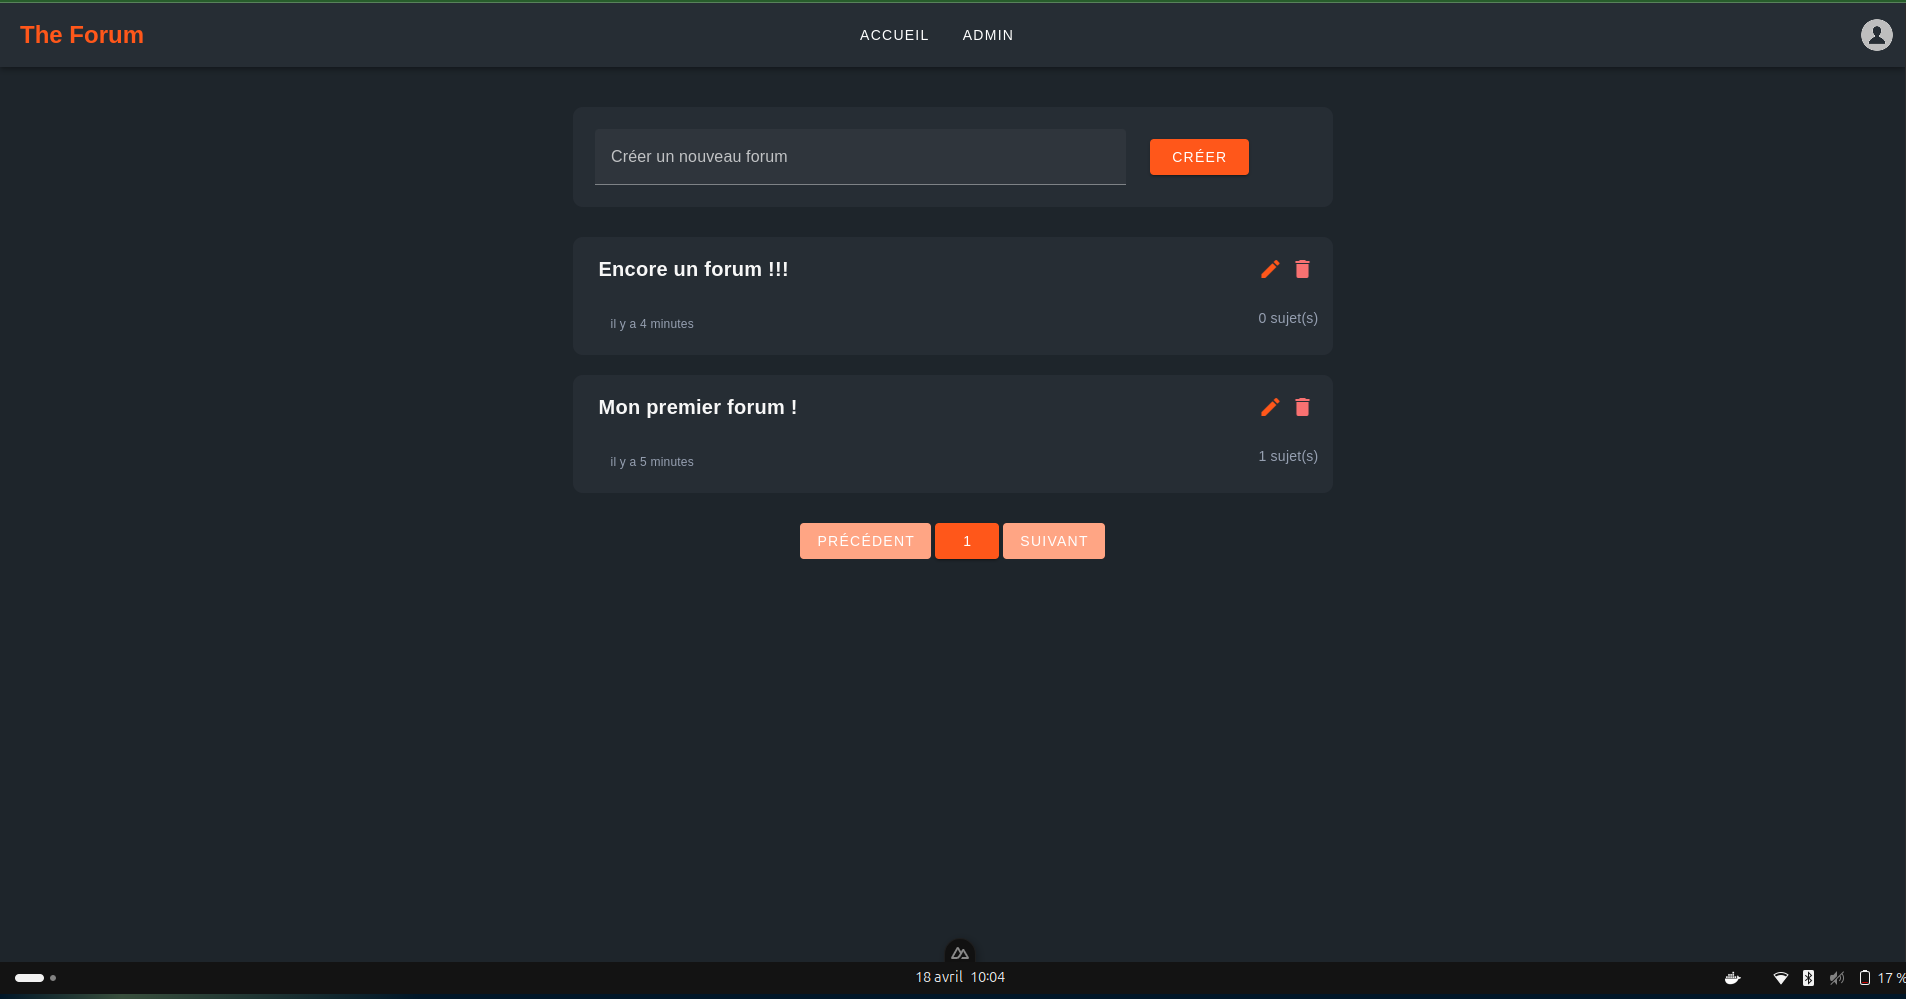 The Forum
ACCUEIL ADMIN
Créer un nouveau forum
CRÉER
Encore un forum !!!
il y a 4 minutes
0 sujet(s)
Mon premier forum !
il y a 5 minutes
1 sujet(s)
PRÉCÉDENT 1 SUIVANT
18 avril 10:04
17 %